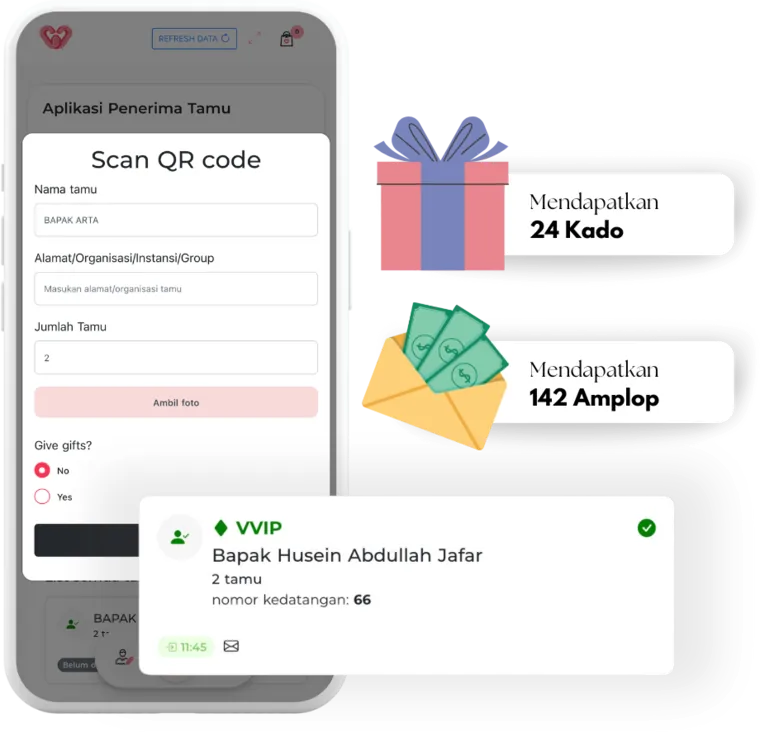 REFRESH DATA
Aplikasi Penerima Tamu
Scan QR code
Nama tamu
BAPAK ARTA
Alamat/Organisasi/Instansi/Group
Masukan alamat/organisasi tamu
Jumlah Tamu
2
Ambil foto
Give gifts?
No
Yes
BAPAK
Mendapatkan
24 Kado
Mendapatkan
142 Amplop
VVIP
Bapak Husein Abdullah Jafar
2 tamu
nomor kedatangan: 66
11:45